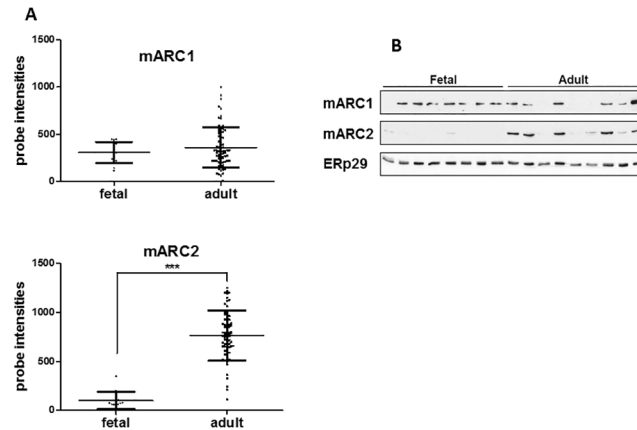 A
mARC1
probe intensities
1500
1000
500
0
fetal adult
mARC2
***
probe intensities
1500
1000
500
0
fetal adult
B
Fetal Adult
mARC1
mARC2
ERp29